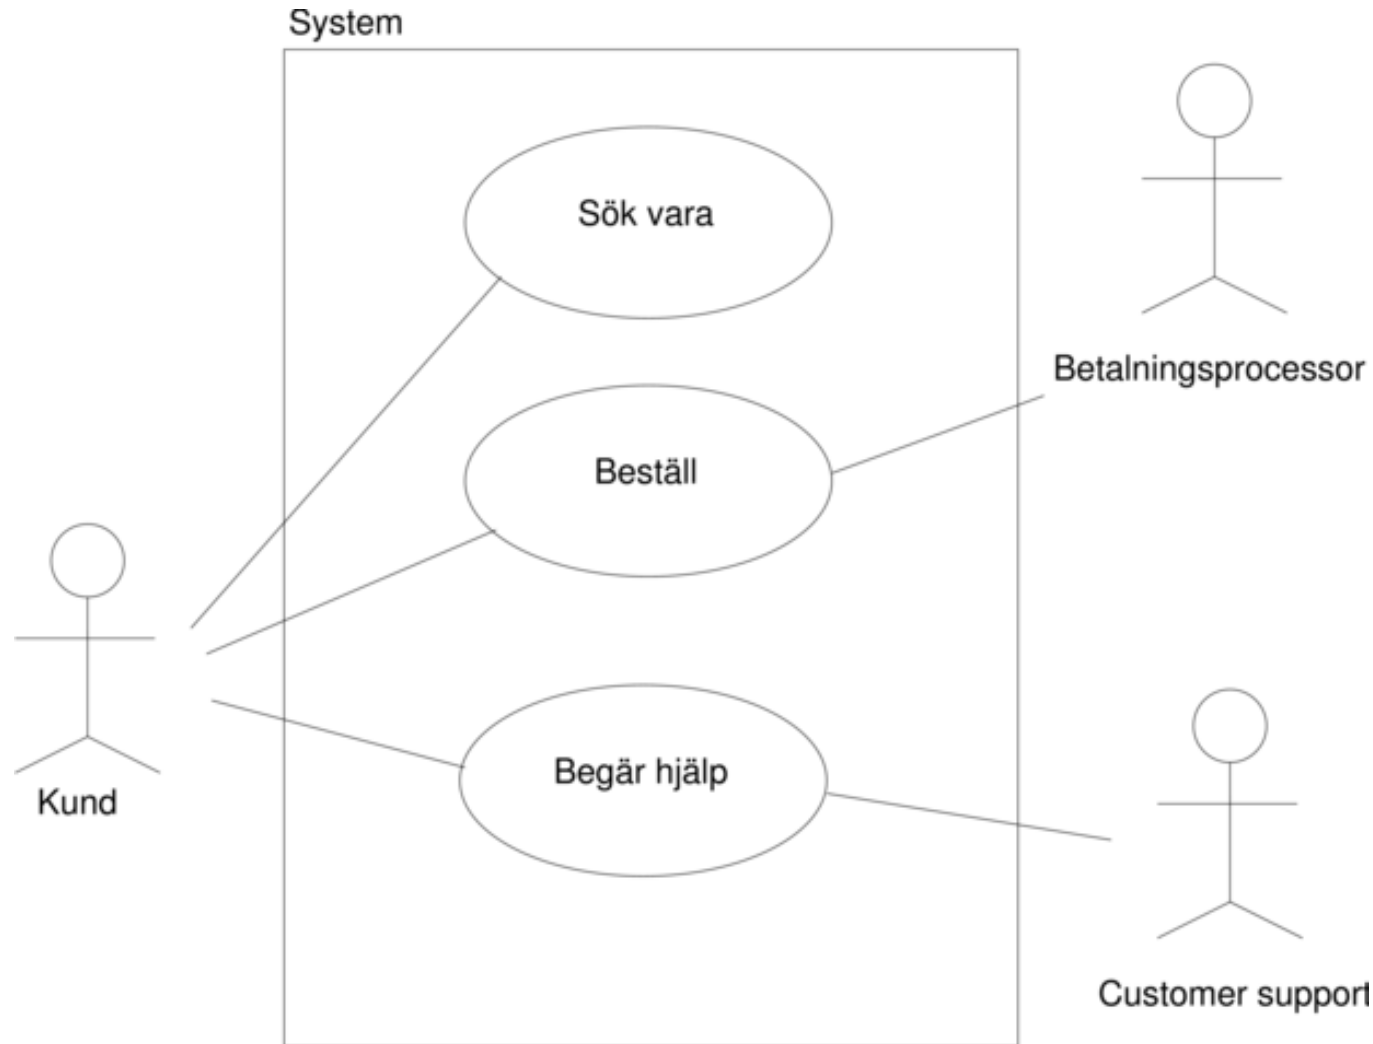 System
Sök vara
Betalningsprocessor
Beställ
Begär hjälp
Kund
Customer support